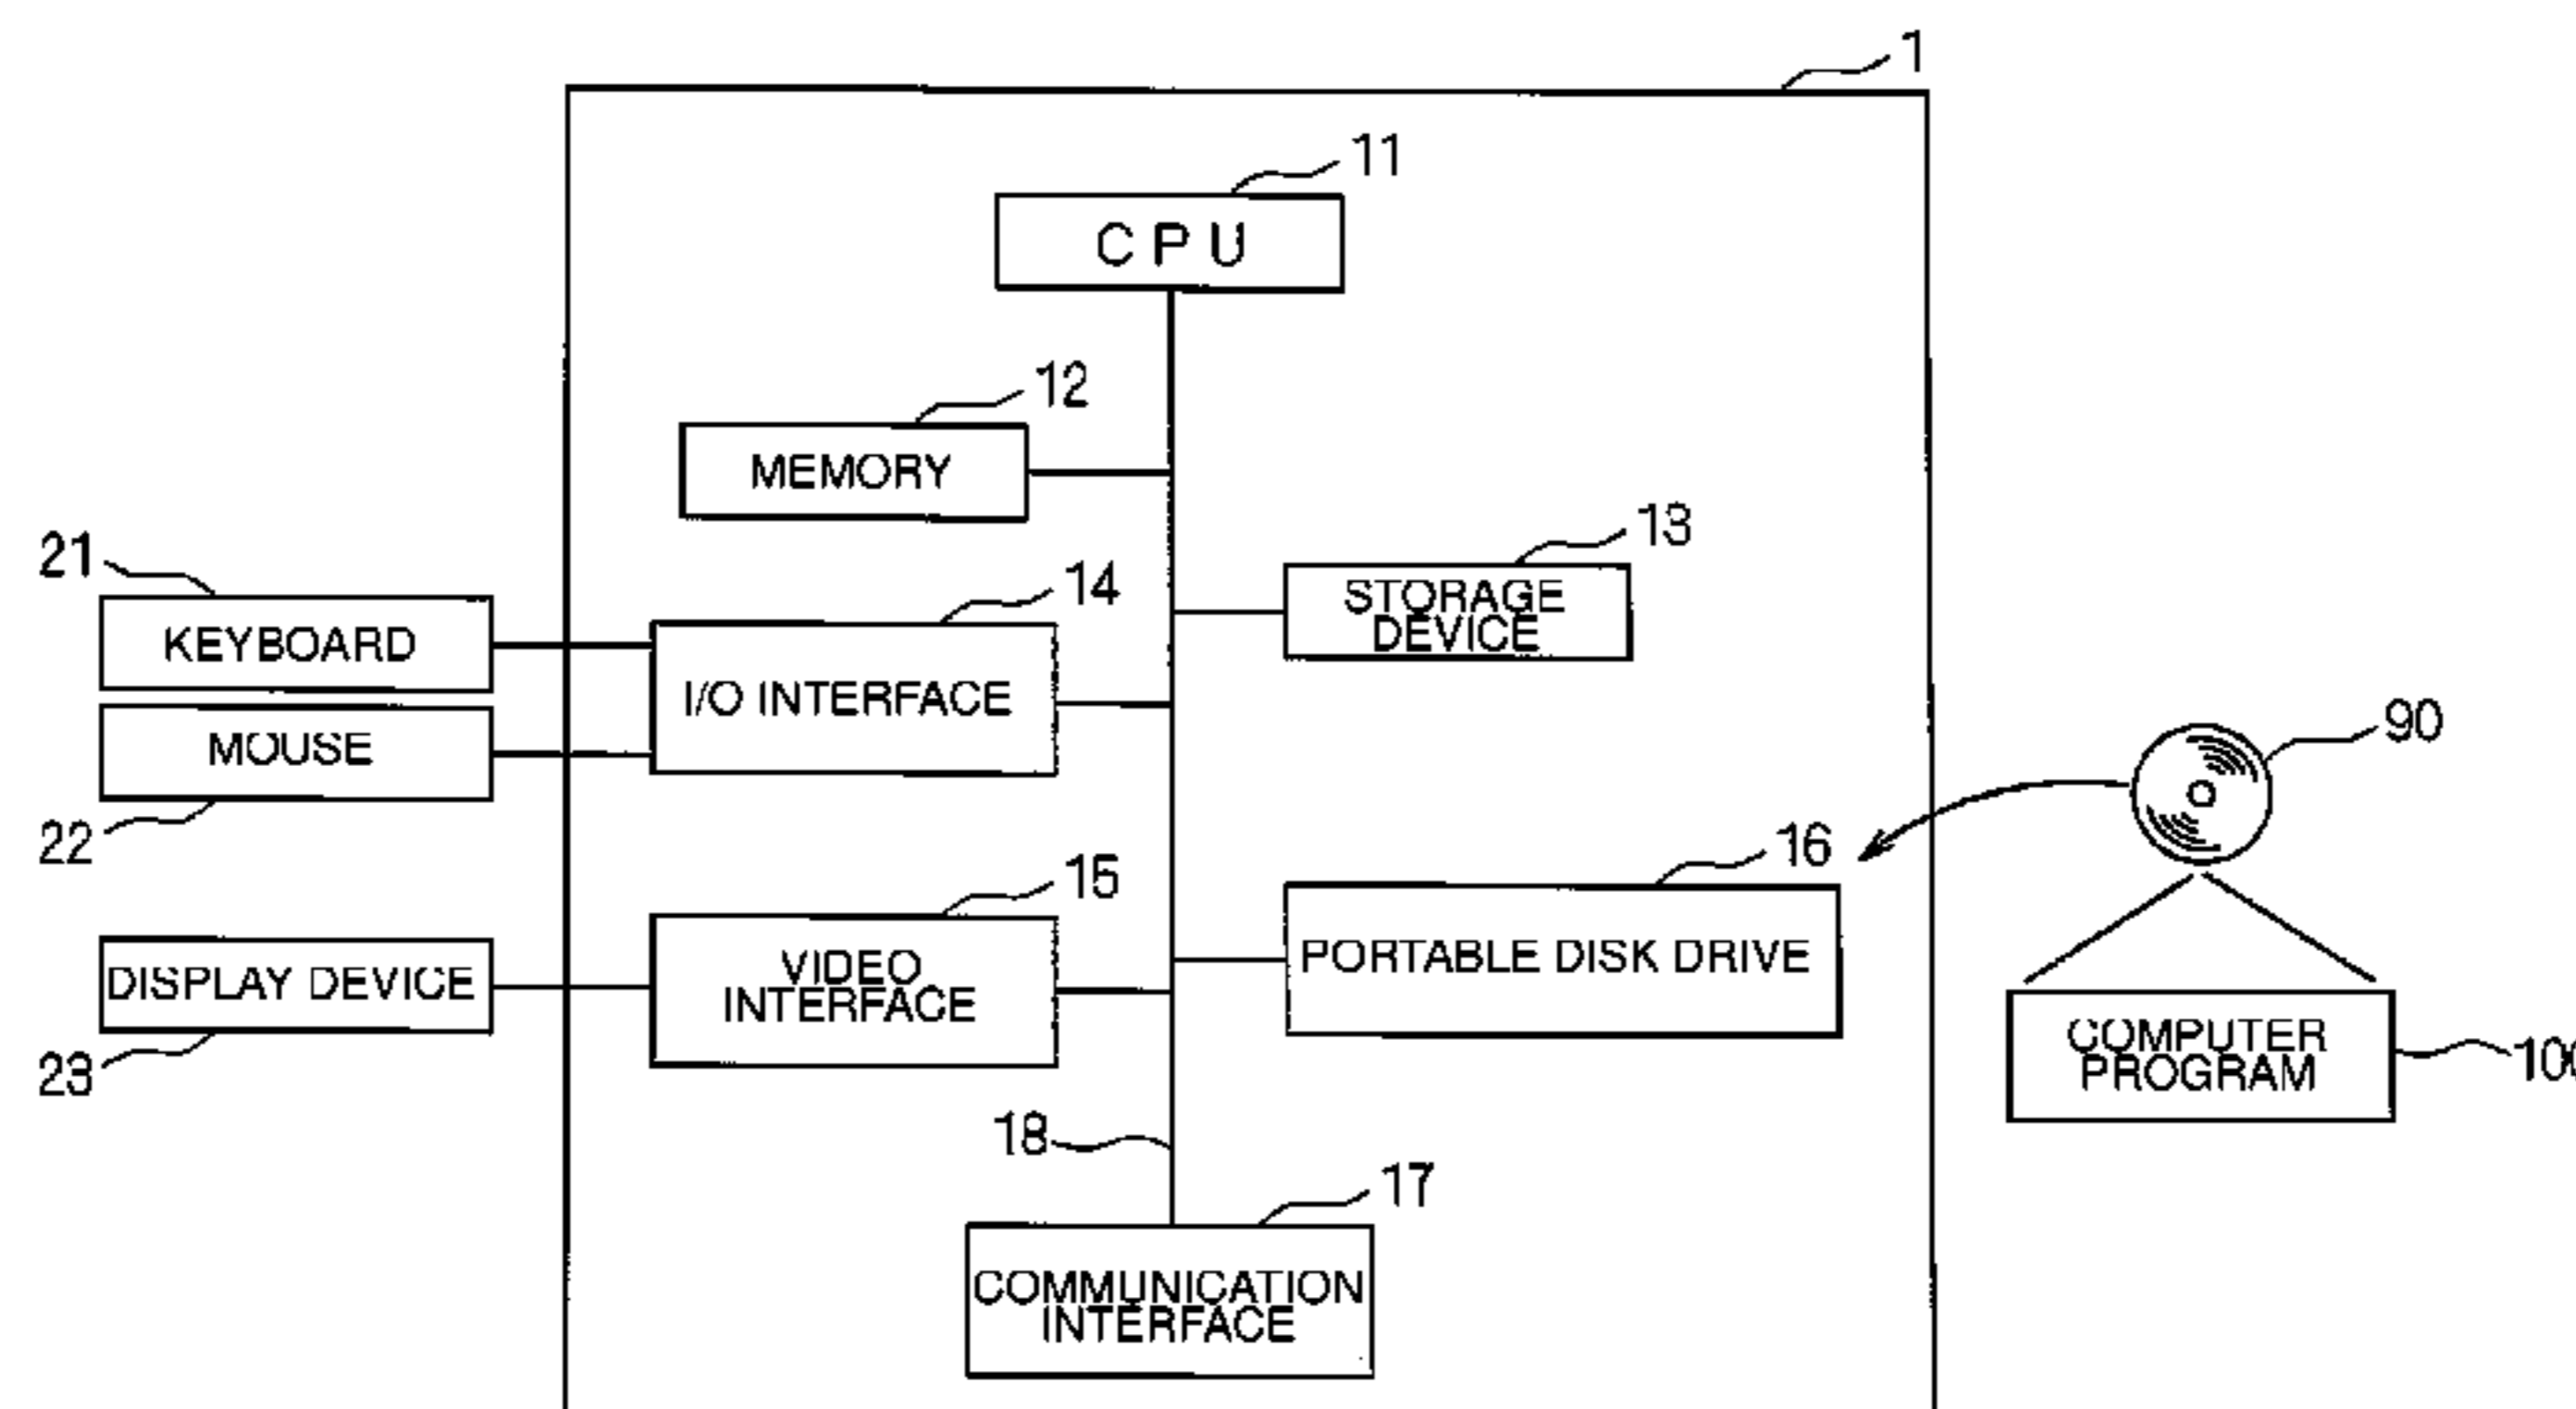 1
11
C P U
12
MEMORY
13
STORAGE
DEVICE
21
KEYBOARD
14
I/O INTERFACE
MOUSE
22
90
16
PORTABLE DISK DRIVE
15
VIDEO
INTERFACE
DISPLAY DEVICE
23
COMPUTER
PROGRAM
100
18
17
COMMUNICATION
INTERFACE